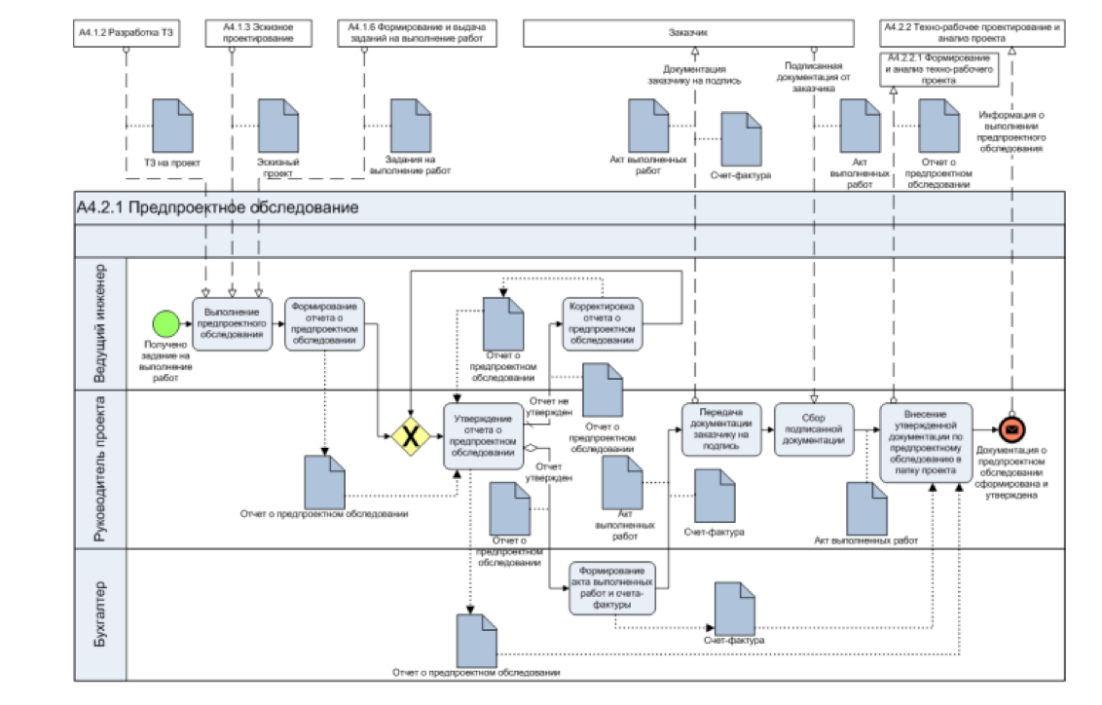 А4.1.2 Разработка ТЗ
А4.1.3 Эскизное
проектирование
А4.1.6 Формирование и выдача
заданий на выполнение работ
Заказчик
А4.2.2 Техно-рабочее проектирование и
анализ проекта
А4.2.2.1 Формирование
и анализ техно-рабочего
проекта
Документация
заказчику на подпись
Подписанная
документация от
заказчика
Информация о
выполнении
предпроектного
обследования
ТЗ на проект
Эскизный
проект
Задания на
выполнение работ
Акт выполненных
работ
Счет-фактура
Акт
выполненных
работ
Отчет о
предпроектном
обследовании
А4.2.1 Предпроектное обследование
Ведущий инженер
Получено
задание на
выполнение
работ
Выполнение
предпроектного
обследования
Формирование
отчета о
предпроектном
обследовании
Отчет о
предпроектном
обследовании
Корректировка
отчета о
предпроектном
обследовании
Руководитель проекта
Отчет о предпроектном обследовании
X
Утверждение
отчета о
предпроектном
обследовании
Отчет не
утвержден
Отчет о
предпроектном
обследовании
Отчет
утвержден
Отчет о
предпроектном
обследовании
Акт
выполненных
работ
Счет-фактура
Передача
документации
заказчику на
подпись
Сбор
подписанной
документации
Акт выполненных работ
Внесение
утвержденной
документации по
предпроектному
обследованию в
папку проекта
Документация о
предпроектном
обследовании
сформирована и
утверждена
Бухгалтер
Формирование
акта выполненных
работ и счета-
фактуры
Счет-фактура
Отчет о предпроектном обследовании